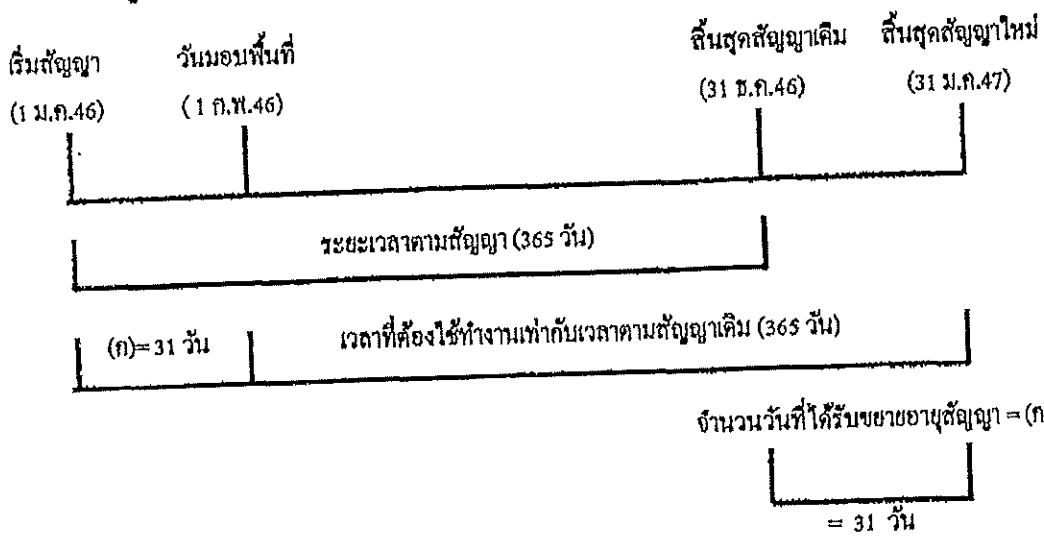 เริ่มสัญญา
(1 ม.ค.46)
วันมอบพื้นที่
(1 ก.พ.46)
สิ้นสุดสัญญาเดิม
(31 ธ.ค.46)
สิ้นสุดสัญญาใหม่
(31 ม.ค.47)
ระยะเวลาตามสัญญา (365 วัน)
(ก)= 31 วัน
เวลาที่ต้องใช้ทำงานเท่ากับเวลาตามสัญญาเดิม (365 วัน)
จำนวนวันที่ได้รับขยายอายุสัญญา = (ก
= 31 วัน